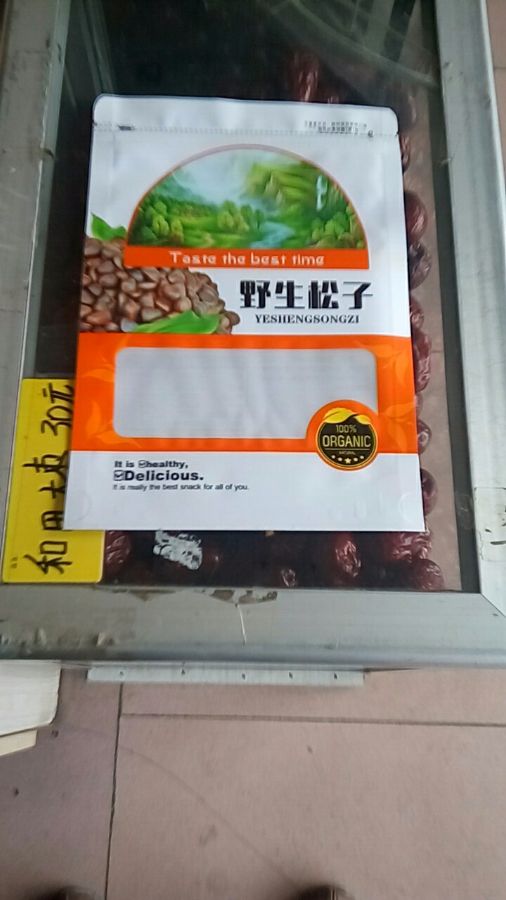 Taste the best time
野生松子
YESHENGSONGZI
100%
ORGANIC
NATURAL
It is healthy,
Delicious.
It is really the best snack for all of you.
和田大枣 30元